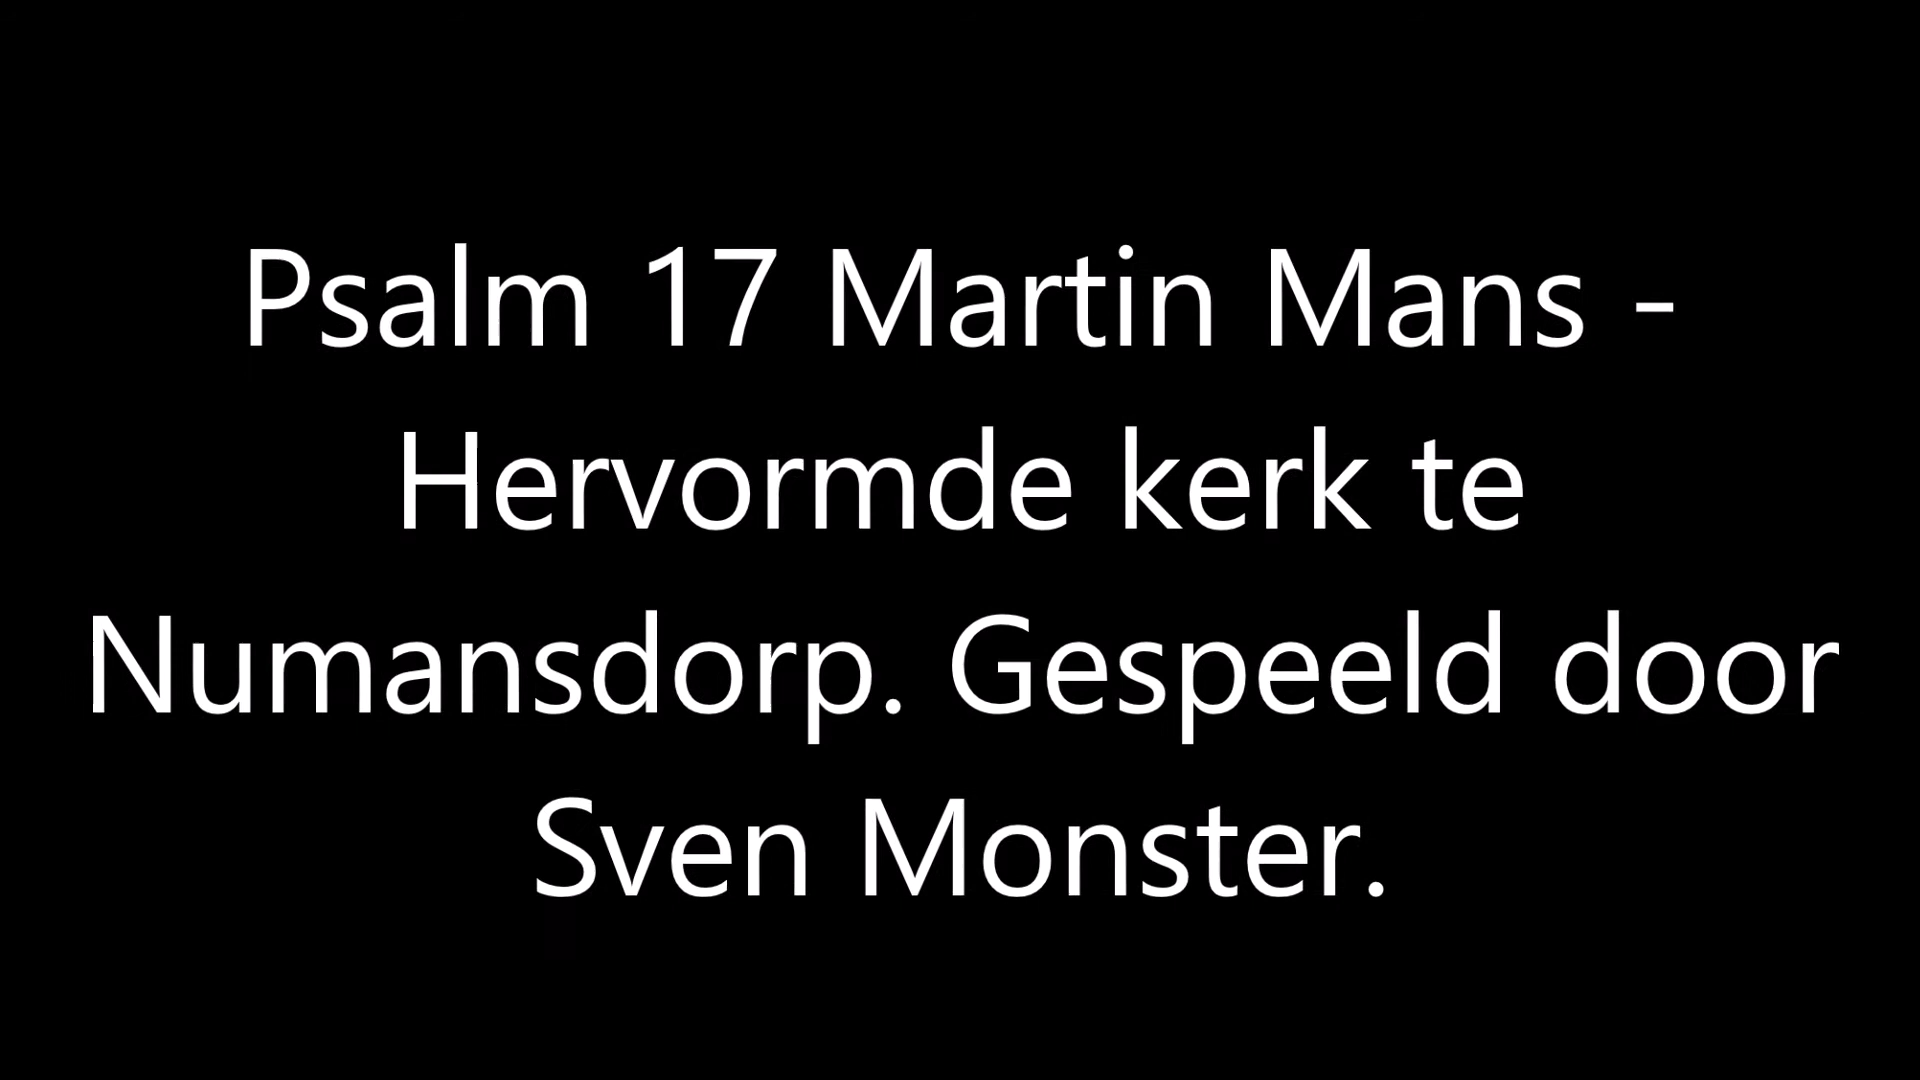 Psalm 17 Martin Mans -
Hervormde kerk te
Numansdorp. Gespeeld door
Sven Monster.